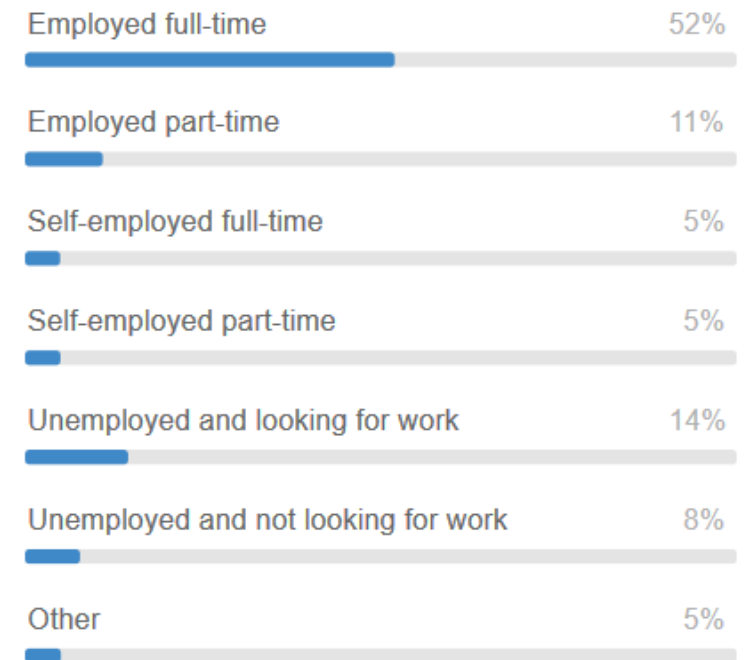 Employed full-time 52%
Employed part-time 11%
Self-employed full-time 5%
Self-employed part-time 5%
Unemployed and looking for work 14%
Unemployed and not looking for work 8%
Other 5%